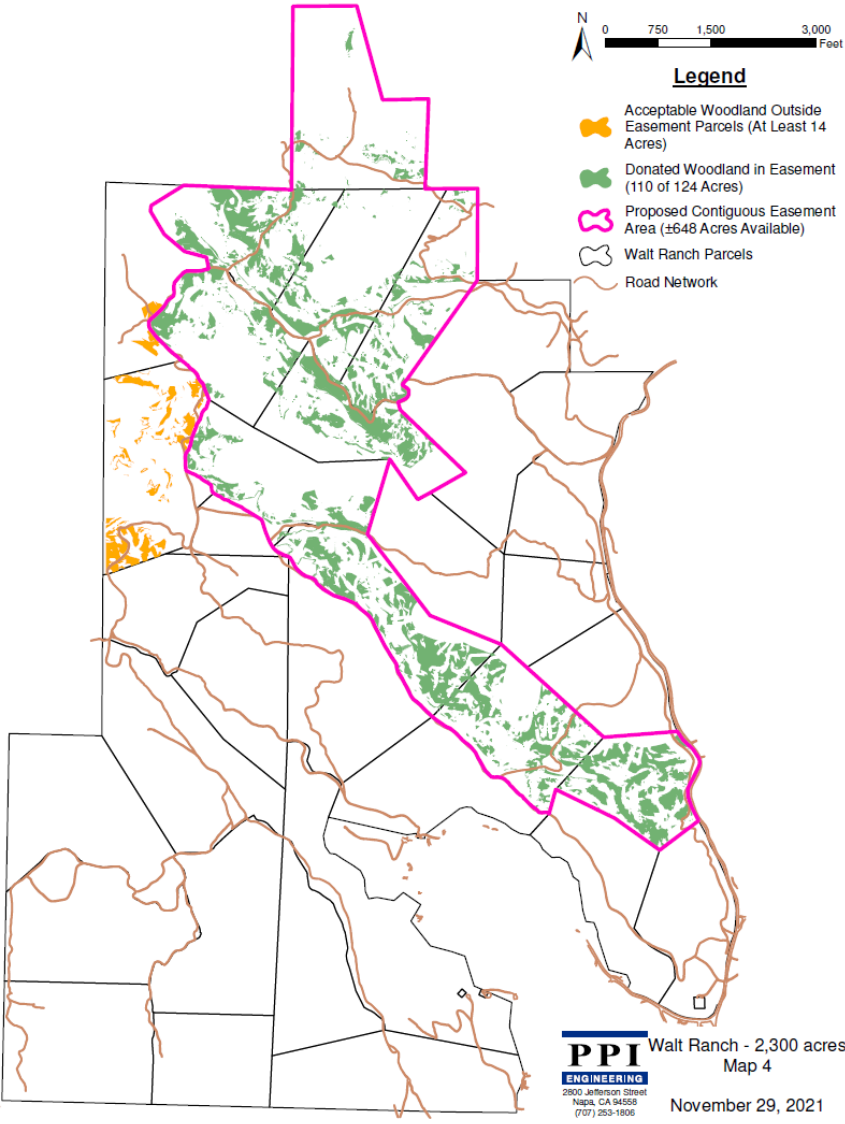 N
0 750 1,500 3,000
Feet
Legend
Acceptable Woodland Outside
Easement Parcels (At Least 14
Acres)
Donated Woodland in Easement
(110 of 124 Acres)
Proposed Contiguous Easement
Area (±648 Acres Available)
Walt Ranch Parcels
Road Network
PPI
ENGINEERING
2800 Jefferson Street
Napa, CA 94558
(707) 253-1806
Walt Ranch - 2,300 acres
Map 4
November 29, 2021